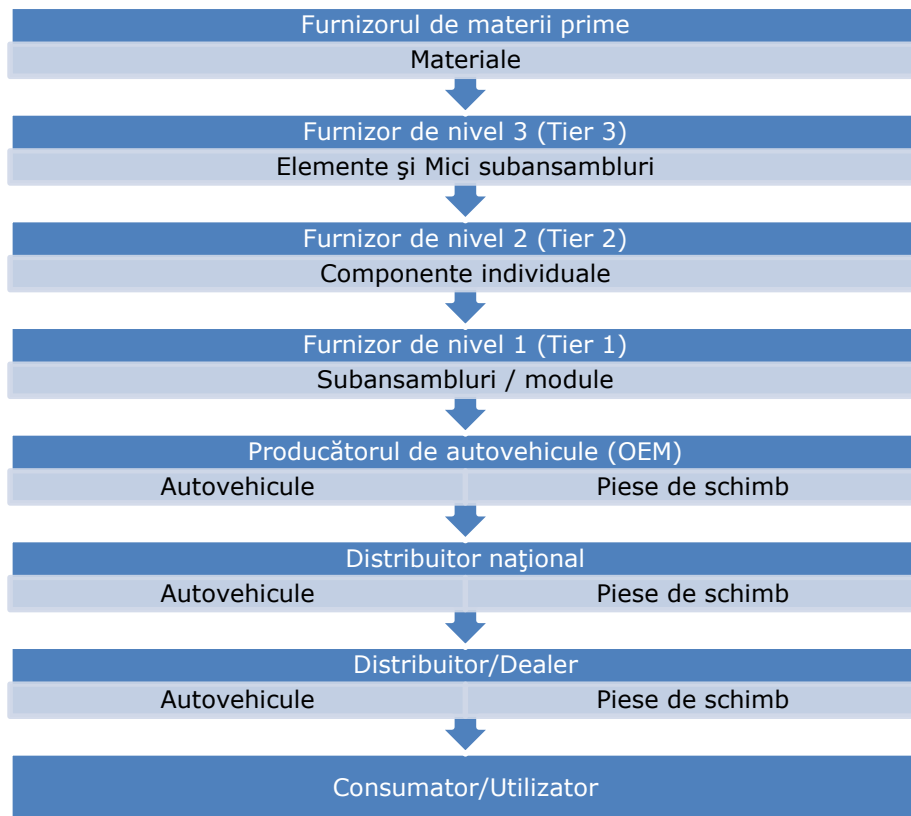 Furnizorul de materii prime
Materiale
Furnizor de nivel 3 (Tier 3)
Elemente şi Mici subansambluri
Furnizor de nivel 2 (Tier 2)
Componente individuale
Furnizor de nivel 1 (Tier 1)
Subansambluri / module
Producătorul de autovehicule (OEM)
Autovehicule Piese de schimb
Distribuitor naţional
Autovehicule Piese de schimb
Distribuitor/Dealer
Autovehicule Piese de schimb
Consumator/Utilizator